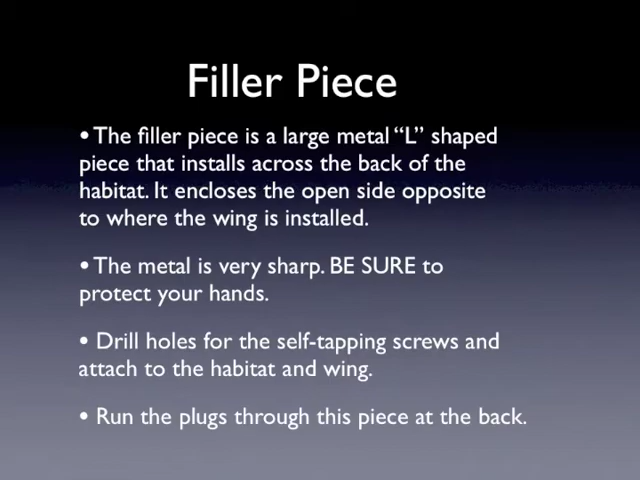 Filler Piece
• The filler piece is a large metal “L” shaped
piece that installs across the back of the
habitat. It encloses the open side opposite
to where the wing is installed.
• The metal is very sharp. BE SURE to
protect your hands.
• Drill holes for the self-tapping screws and
attach to the habitat and wing.
• Run the plugs through this piece at the back.